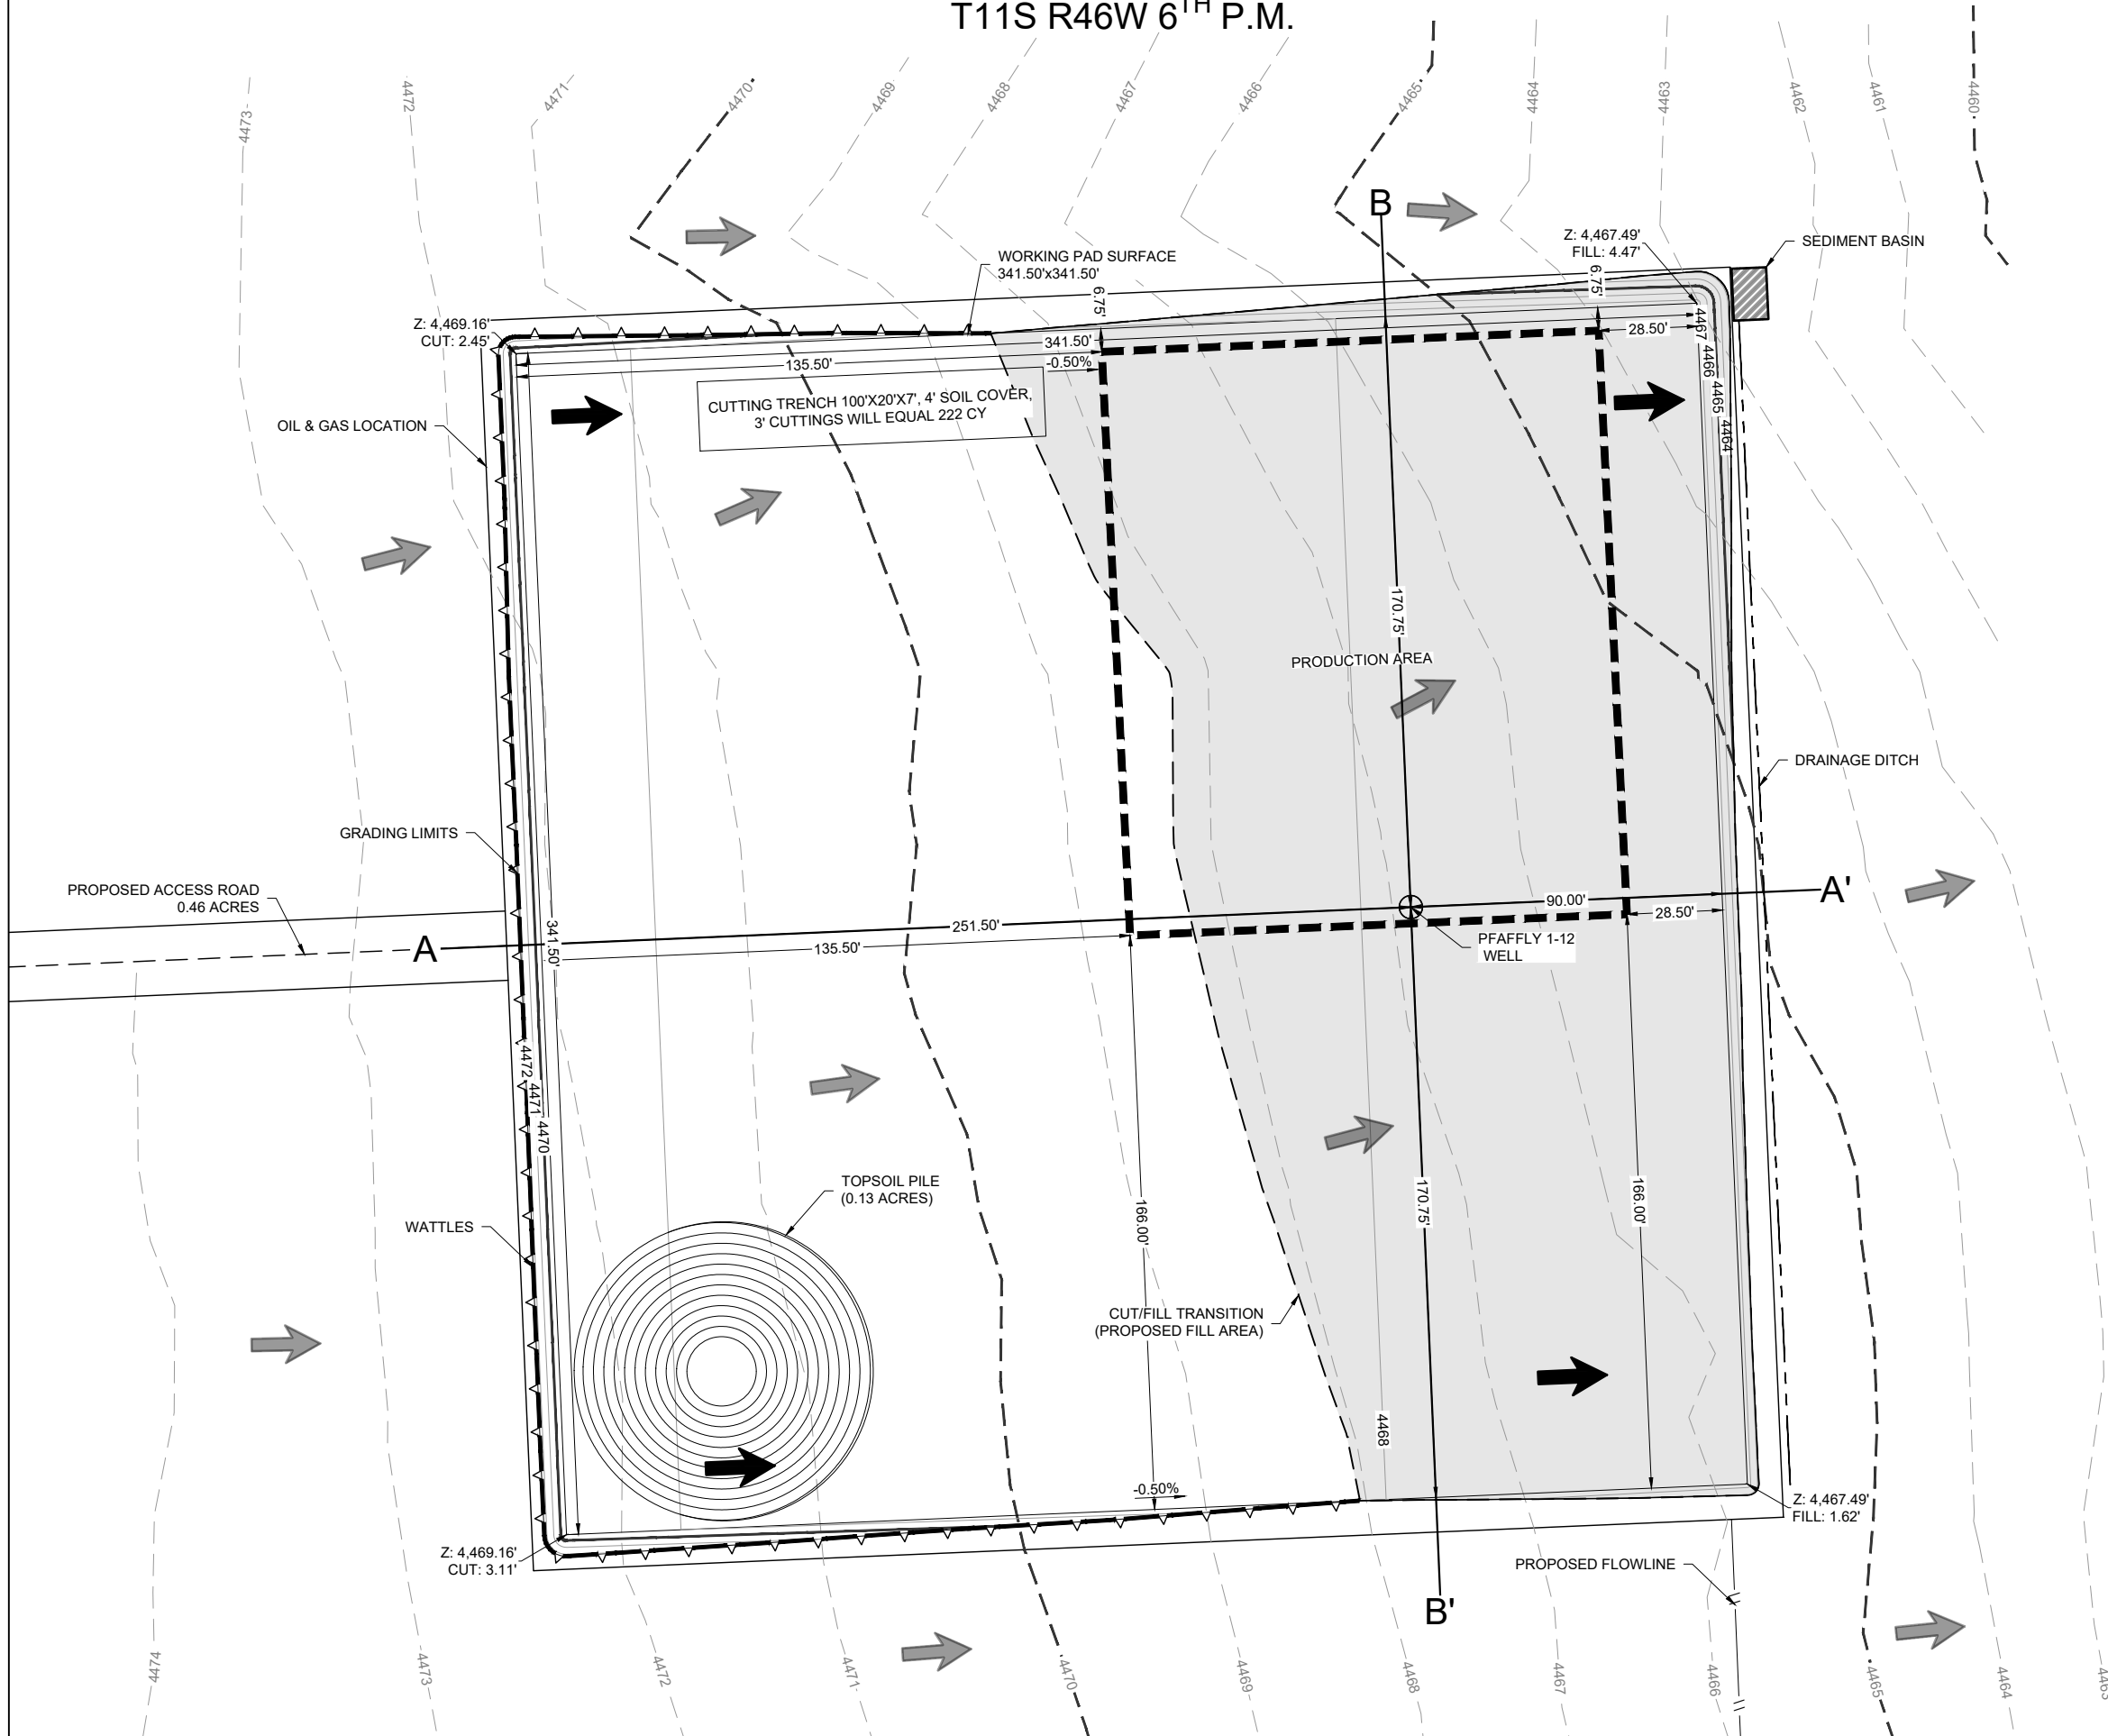 T11S R46W 6TH P.M.
4473
4472
4471
4470
4469
4468
4467
4466
4465
4464
4463
4462
4461
4460
B
Z: 4,467.49'
FILL: 4.47'
SEDIMENT BASIN
WORKING PAD SURFACE
341.50'x341.50'
6.75'
6.75'
Z: 4,469.16'
CUT: 2.45'
341.50'
28.50'
4467
4466
4465
4464
135.50'
-0.50%
CUTTING TRENCH 100'X20'X7', 4' SOIL COVER,
3' CUTTINGS WILL EQUAL 222 CY
OIL & GAS LOCATION
170.75'
PRODUCTION AREA
DRAINAGE DITCH
GRADING LIMITS
PROPOSED ACCESS ROAD
0.46 ACRES
A
341.50'
251.50'
135.50'
90.00'
28.50'
A'
PFAFFLY 1-12
WELL
4472
4471
4470
TOPSOIL PILE
(0.13 ACRES)
WATTLES
166.00'
170.75'
166.00'
CUT/FILL TRANSITION
(PROPOSED FILL AREA)
4468
-0.50%
Z: 4,467.49'
FILL: 1.62'
Z: 4,469.16'
CUT: 3.11'
PROPOSED FLOWLINE
B'
4474
4473
4472
4471
4470
4469
4468
4467
4466
4465
4464
4463